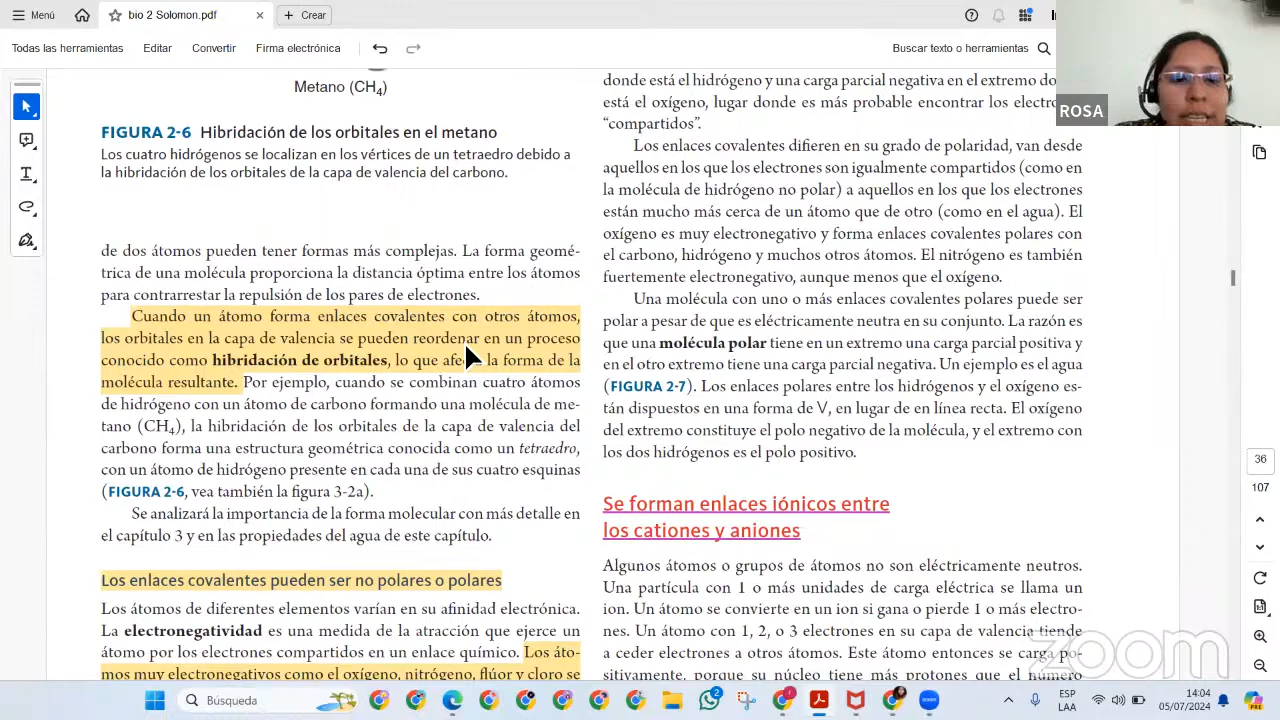 Menú
bio 2 Solomon.pdf
Crear
Todas las herramientas
Editar
Convertir
Firma electrónica
Buscar texto o herramientas
ROSA
Metano (CH4)
FIGURA 2-6 Hibridación de los orbitales en el metano
Los cuatro hidrógenos se localizan en los vértices de un tetraedro debido a
la hibridación de los orbitales de la capa de valencia del carbono.
de dos átomos pueden tener formas más complejas. La forma geomé-
trica de una molécula proporciona la distancia óptima entre los átomos
para contrarrestar la repulsión de los pares de electrones.
Cuando un átomo forma enlaces covalentes con otros átomos,
los orbitales en la capa de valencia se pueden reordenar en un proceso
conocido como hibridación de orbitales, lo que la forma de la
molécula resultante. Por ejemplo, cuando se combinan cuatro átomos
de hidrógeno con un átomo de carbono formando una molécula de me-
tano (CH4), la hibridación de los orbitales de la capa de valencia del
carbono forma una estructura geométrica conocida como un tetraedro,
con un átomo de hidrógeno presente en cada una de sus cuatro esquinas
(FIGURA 2-6, vea también la figura 3-2a).
Se analizará la importancia de la forma molecular con más detalle en
el capítulo 3 y en las propiedades del agua de este capítulo.
Los enlaces covalentes pueden ser no polares o polares
Los átomos de diferentes elementos varían en su afinidad electrónica.
La electronegatividad es una medida de la atracción que ejerce un
átomo por los electrones compartidos en un enlace químico. Los áto-
mos muy electronegativos como el oxígeno, nitrógeno, flúor y cloro se
donde está el hidrógeno y una carga parcial negativa en el extremo
está el oxígeno, lugar donde es más probable encontrar los
“compartidos”.
Los enlaces covalentes difieren en su grado de polaridad, van desde
aquellos en los que los electrones son igualmente compartidos (como en
la molécula de hidrógeno no polar) a aquellos en los que los electrones
están mucho más cerca de un átomo que de otro (como en el agua). El
oxígeno es muy electronegativo y forma enlaces covalentes polares con
el carbono, hidrógeno y muchos otros átomos. El nitrógeno es también
fuertemente electronegativo, aunque menos que el oxígeno.
Una molécula con uno o más enlaces covalentes polares puede ser
polar a pesar de que es eléctricamente neutra en su conjunto. La razón es
que una molécula polar tiene en un extremo una carga parcial positiva y
en el otro extremo tiene una carga parcial negativa. Un ejemplo es el agua
(FIGURA 2-7). Los enlaces polares entre los hidrógenos y el oxígeno es-
tán dispuestos en una forma de V, en lugar de en línea recta. El oxígeno
del extremo constituye el polo negativo de la molécula, y el extremo con
los dos hidrógenos es el polo positivo.
Se forman enlaces iónicos entre
los cationes y aniones
Algunos átomos o grupos de átomos no son eléctricamente neutros.
Una partícula con 1 o más unidades de carga eléctrica se llama un
ion. Un átomo se convierte en un ion si gana o pierde 1 o más electro-
nes. Un átomo con 1, 2, o 3 electrones en su capa de valencia tiende
a ceder electrones a otros átomos. Este átomo entonces se carga po-
sitivamente, porque su núcleo tiene más protones que el número
36
107
zoom
Búsqueda
2
ESP
LAA
14:04
05/07/2024